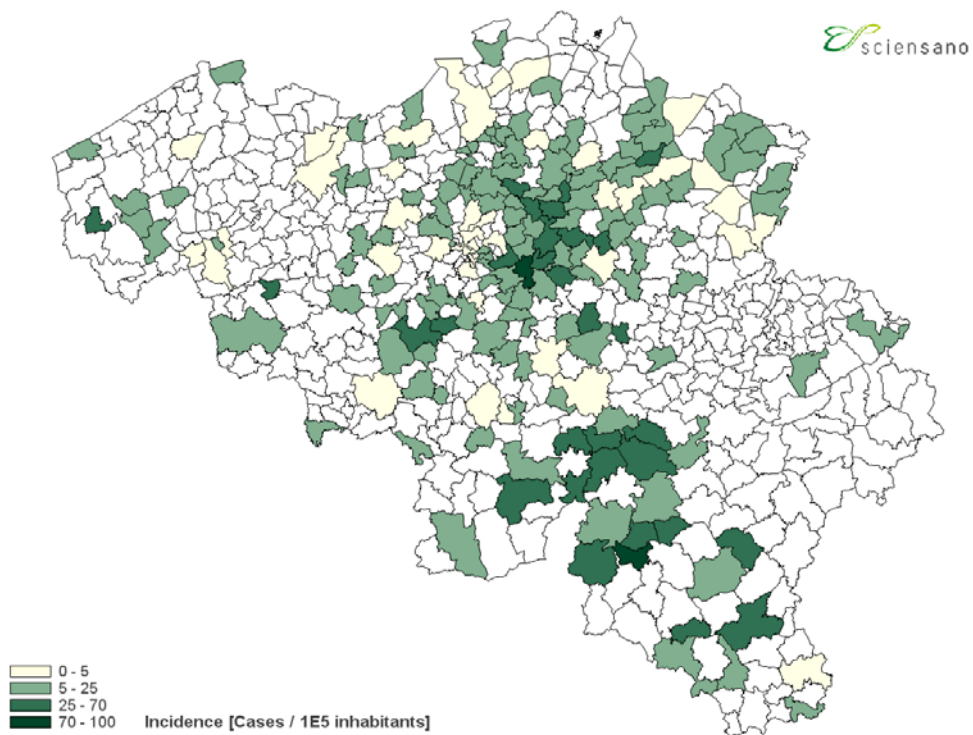 sciensano
0 - 5
5 - 25
25 - 70
70 - 100
Incidence [Cases / 1E5 inhabitants]